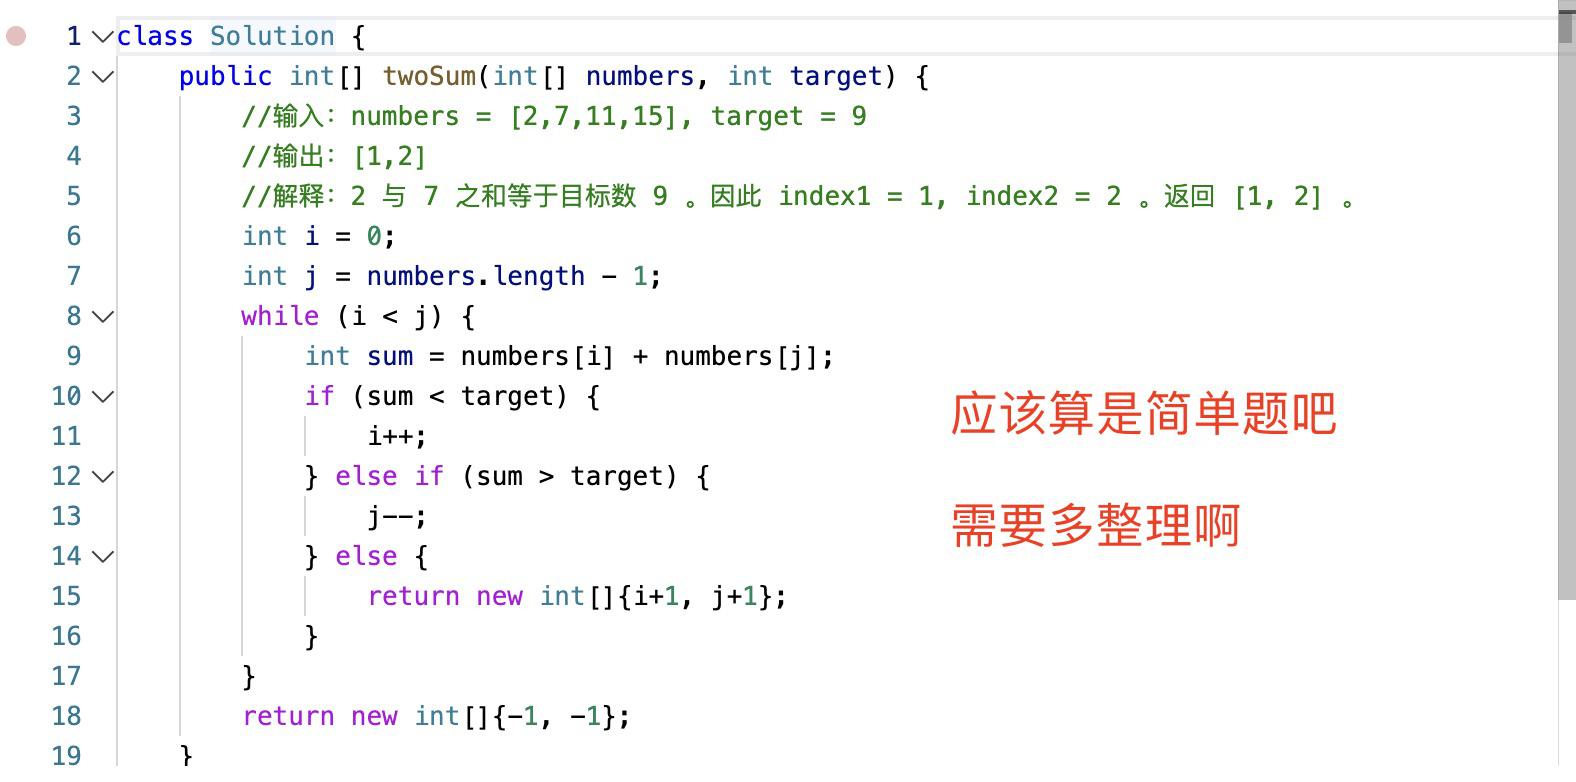 1 class Solution {
2 public int[] twoSum(int[] numbers, int target) {
3 //输入：numbers = [2,7,11,15], target = 9
4 //输出：[1,2]
5 //解释：2 与 7 之和等于目标数 9 。因此 index1 = 1, index2 = 2 。返回 [1, 2] 。
6 int i = 0;
7 int j = numbers.length - 1;
8 while (i < j) {
9 int sum = numbers[i] + numbers[j];
10 if (sum < target) {
11 i++;
12 } else if (sum > target) {
13 j--;
14 } else {
15 return new int[]{i+1, j+1};
16 }
17 }
18 return new int[]{-1, -1};
19 }
应该算是简单题吧
需要多整理啊